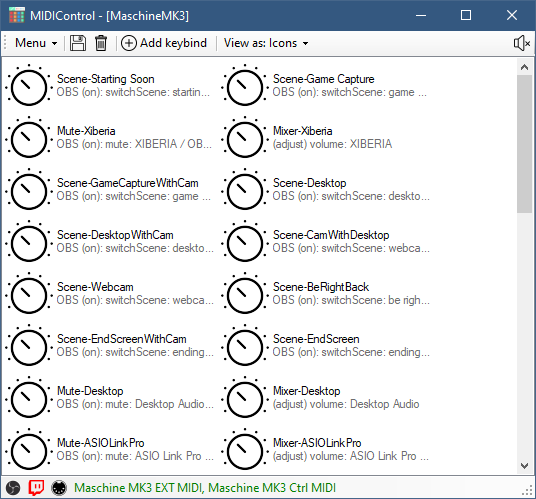 MIDIControl - [MaschineMK3]
Menu Add keybind View as: Icons
Scene-Starting Soon
OBS (on): switchScene: startin...
Scene-Game Capture
OBS (on): switchScene: game ...
Mute-Xiberia
OBS (on): mute: XIBERIA / OB...
Mixer-Xiberia
(adjust) volume: XIBERIA
Scene-GameCaptureWithCam
OBS (on): switchScene: game ...
Scene-Desktop
OBS (on): switchScene: deskto...
Scene-DesktopWithCam
OBS (on): switchScene: deskto...
Scene-CamWithDesktop
OBS (on): switchScene: webca...
Scene-Webcam
OBS (on): switchScene: webca...
Scene-BeRightBack
OBS (on): switchScene: be righ...
Scene-EndScreenWithCam
OBS (on): switchScene: ending...
Scene-EndScreen
OBS (on): switchScene: ending...
Mute-Desktop
OBS (on): mute: Desktop Audio...
Mixer-Desktop
(adjust) volume: Desktop Audio
Mute-ASIOLinkPro
OBS (on): mute: ASIO Link Pro ...
Mixer-ASIOLinkPro
(adjust) volume: ASIO Link Pro ...
Maschine MK3 EXT MIDI, Maschine MK3 Ctrl MIDI